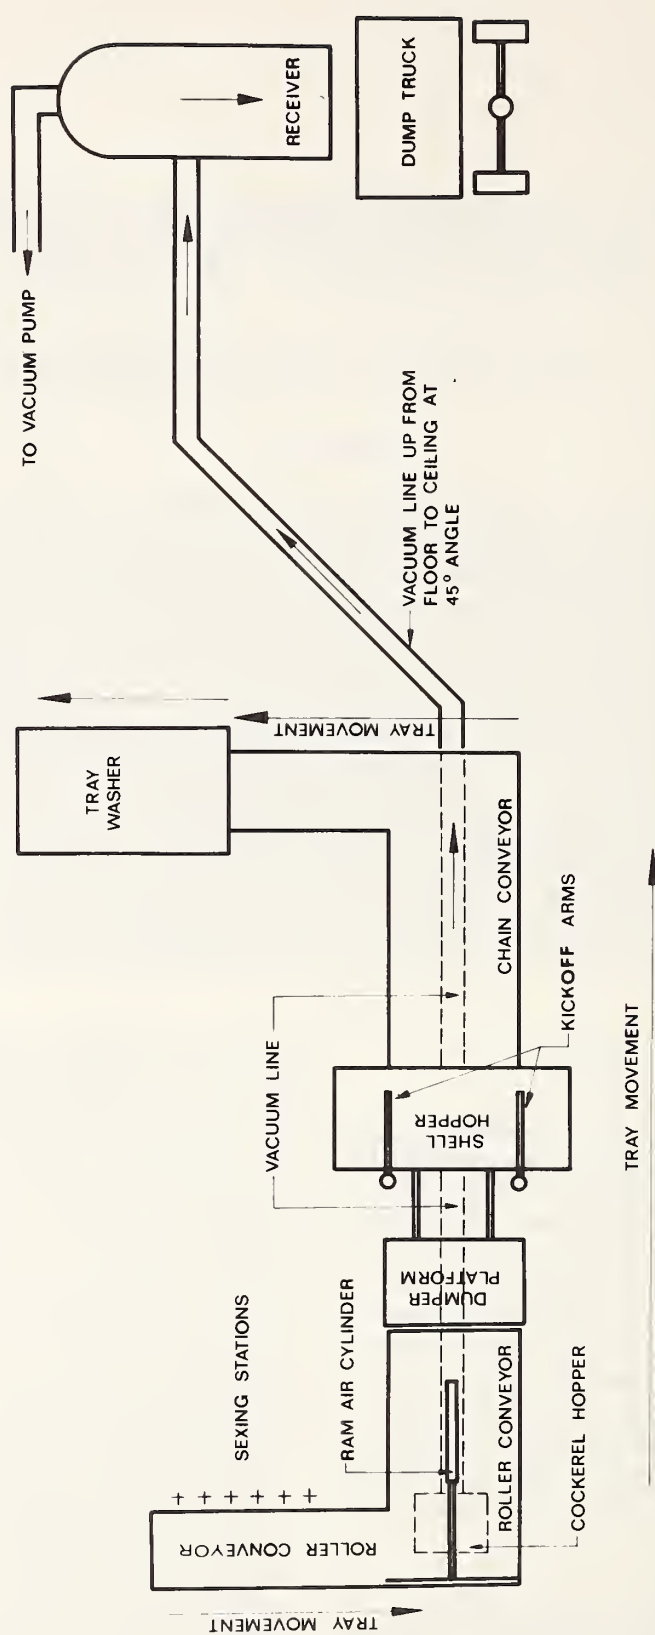 TO VACUUM PUMP
RECEIVER
DUMP TRUCK
VACUUM LINE UP FROM
FLOOR TO CEILING AT
45° ANGLE
TRAY
WASHER
TRAY MOVEMENT
CHAIN CONVEYOR
KICKOFF ARMS
VACUUM LINE
SHELL
HOPPER
TRAY MOVEMENT
DUMPER
PLATFORM
SEXING STATIONS
RAM AIR CYLINDER
ROLLER CONVEYOR
COCKEREL HOPPER
ROLLER CONVEYOR
TRAY MOVEMENT